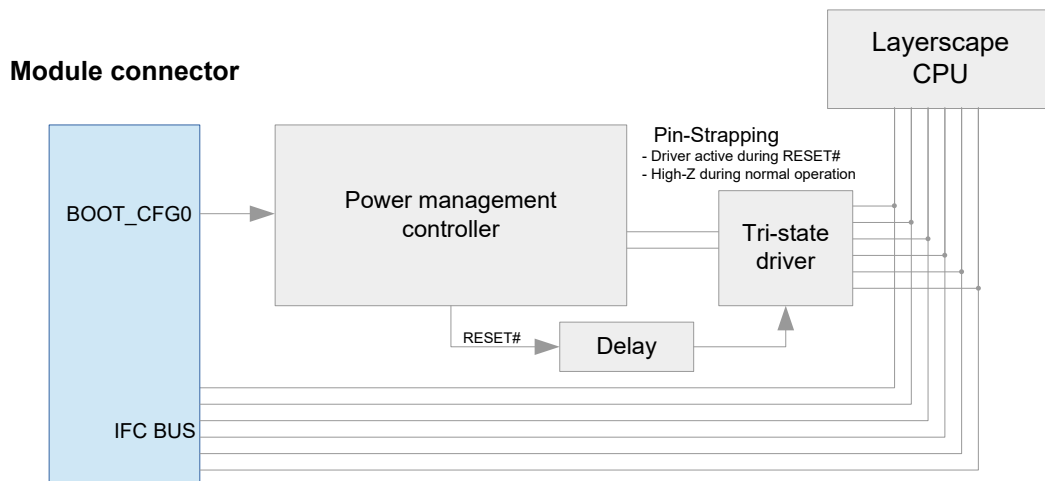 Layerscape
CPU
Module connector
Pin-Strapping
- Driver active during RESET#
- High-Z during normal operation
BOOT_CFG0
Power management
controller
Tri-state
driver
RESET#
Delay
IFC BUS